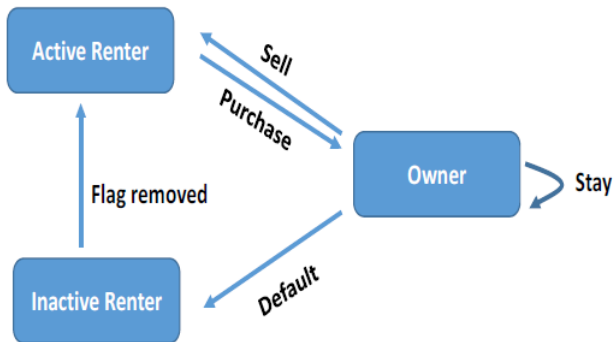 Active Renter
Sell
Purchase
Owner
Stay
Flag removed
Default
Inactive Renter